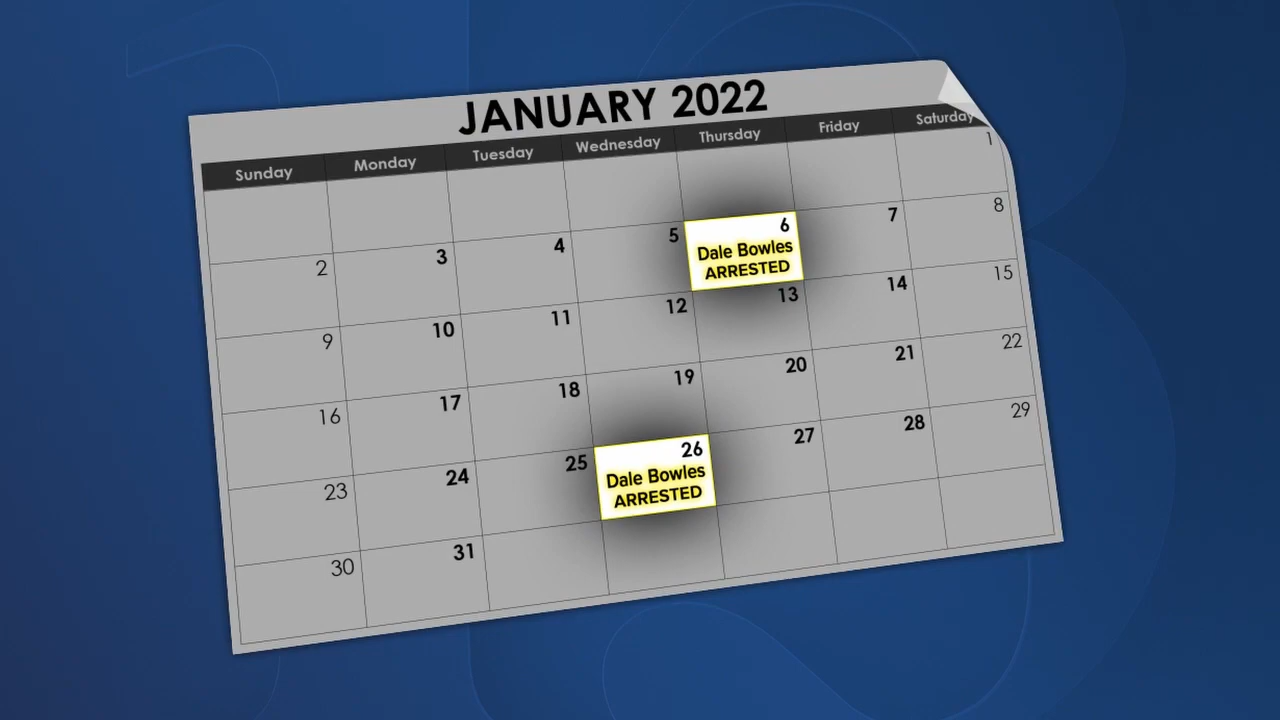 JANUARY 2022
Sunday Monday Tuesday Wednesday Thursday Friday Saturday
1
2 3 4 5 6 7 8
Dale Bowles
ARRESTED
9 10 11 12 13 14 15
16 17 18 19 20 21 22
23 24 25 26 27 28 29
Dale Bowles
ARRESTED
30 31